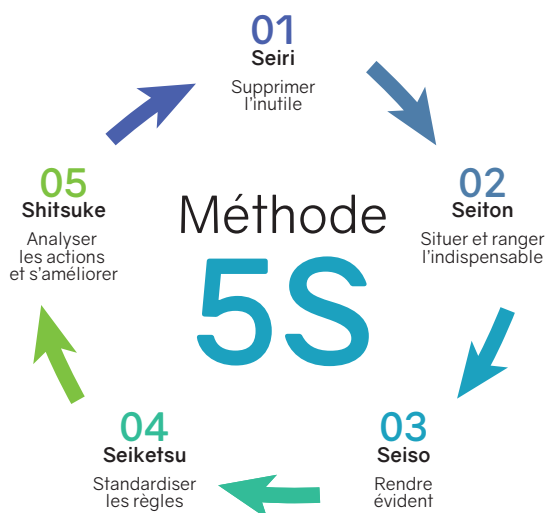 01
Seiri
Supprimer
l'inutile
02
Seiton
Situer et ranger
l'indispensable
03
Seiso
Rendre
évident
04
Seiketsu
Standardiser
les règles
05
Shitsuke
Analyser
les actions
et s'améliorer
Méthode
5S